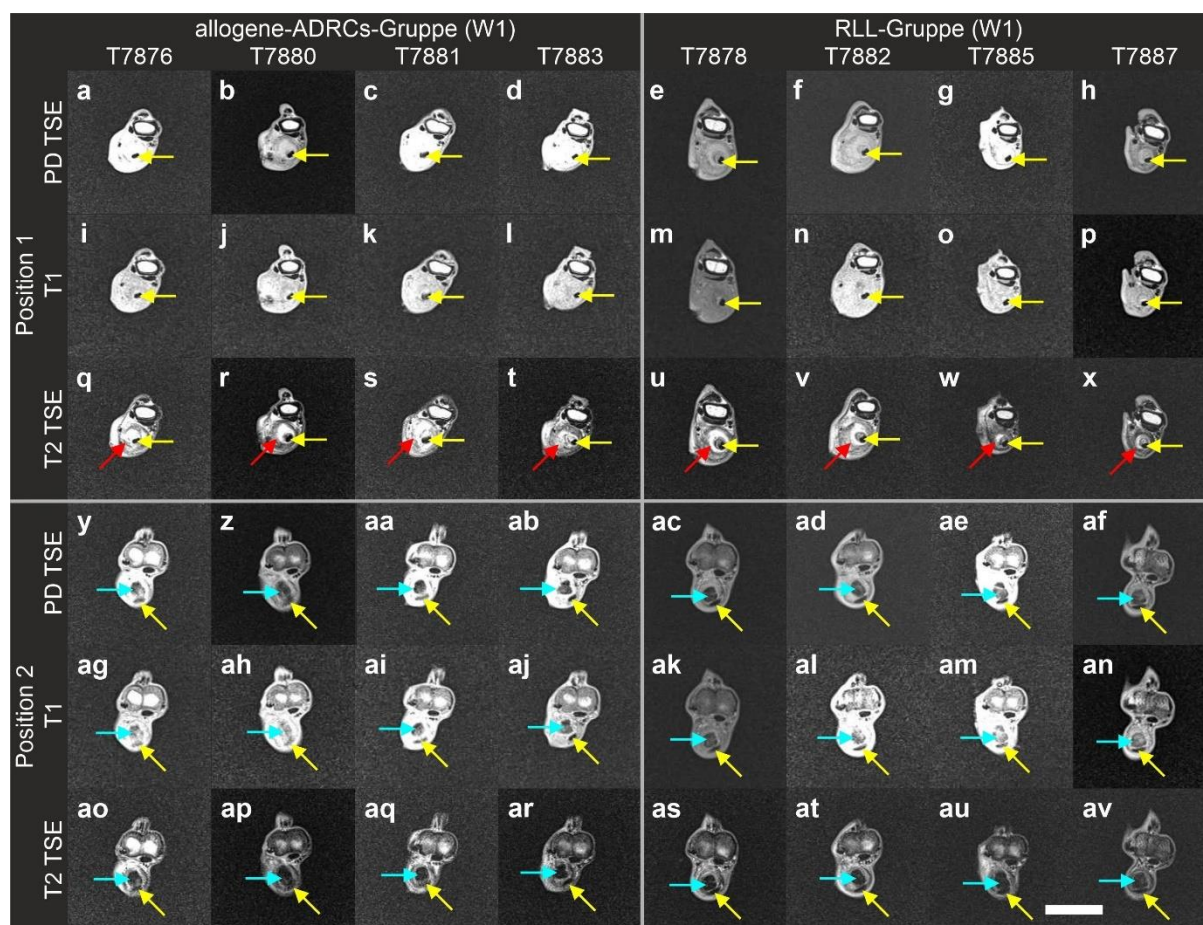 allogene-ADRCs-Gruppe (W1) RLL-Gruppe (W1)
T7876 T7880 T7881 T7883 T7878 T7882 T7885 T7887
Position 1
PD TSE
a b c d e f g h
T1
i j k l m n o p
T2 TSE
q r s t u v w x
Position 2
PD TSE
y z aa ab ac ad ae af
T1
ag ah ai aj ak al am an
T2 TSE
ao ap aq ar as at au av